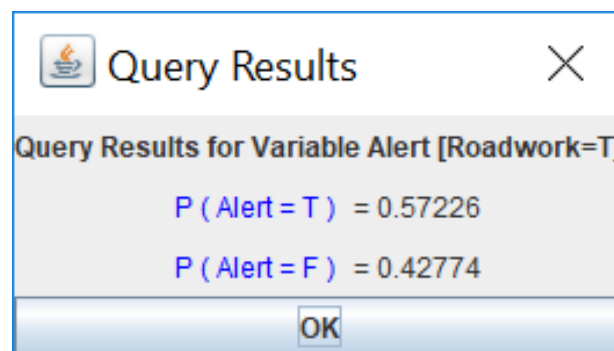 Query Results
Query Results for Variable Alert [Roadwork=T]
P ( Alert = T ) = 0.57226
P ( Alert = F ) = 0.42774
OK